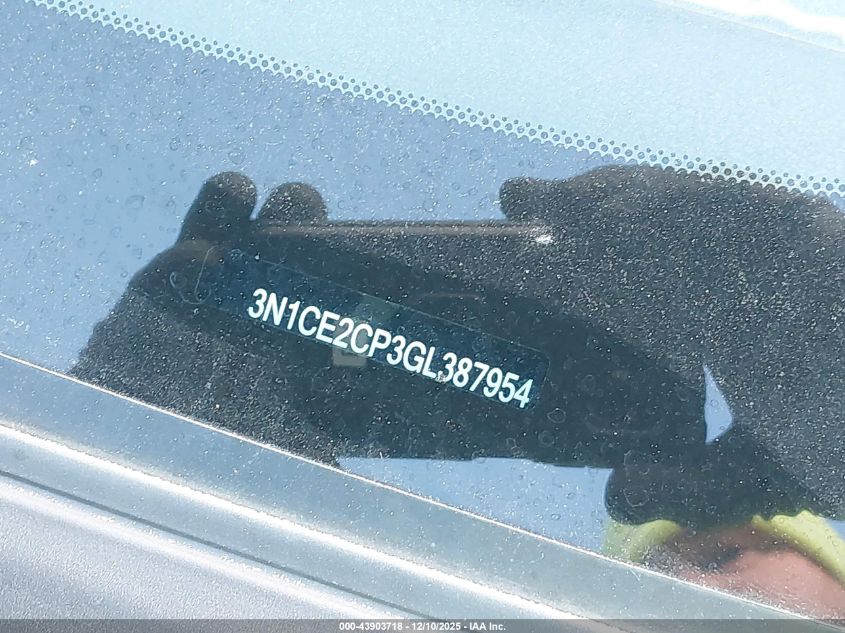 3N1CE2CP3GL387954
000-43903718 - 12/10/2025 - IAA Inc.